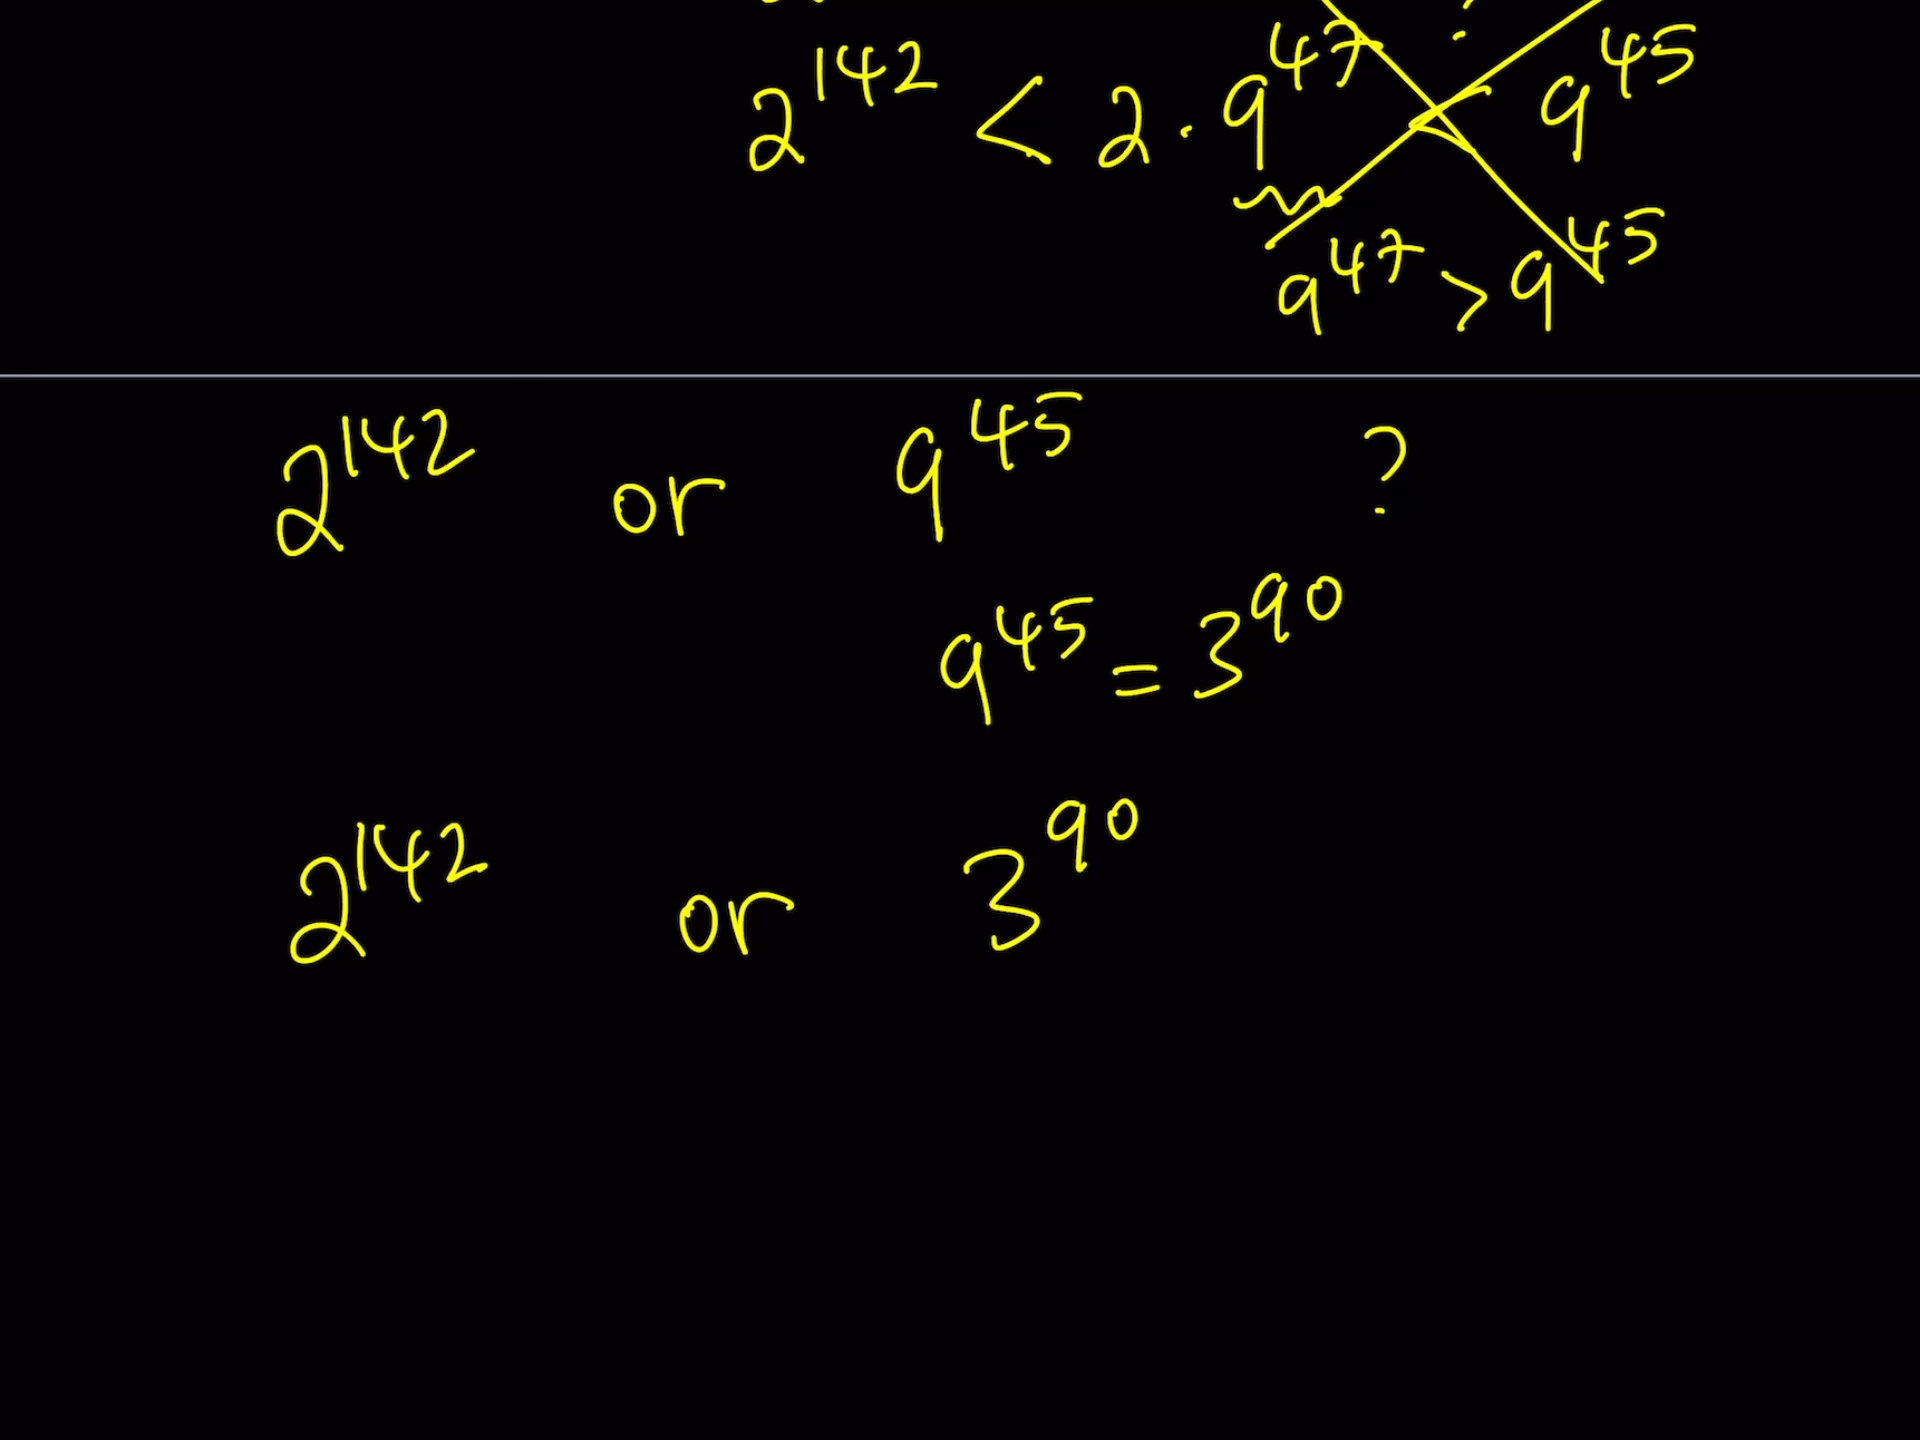 2^142 < 2 · 9^47 ? 9^45
9^47 > 9^45
2^142 or 9^45 ?
9^45 = 3^90
2^142 or 3^90